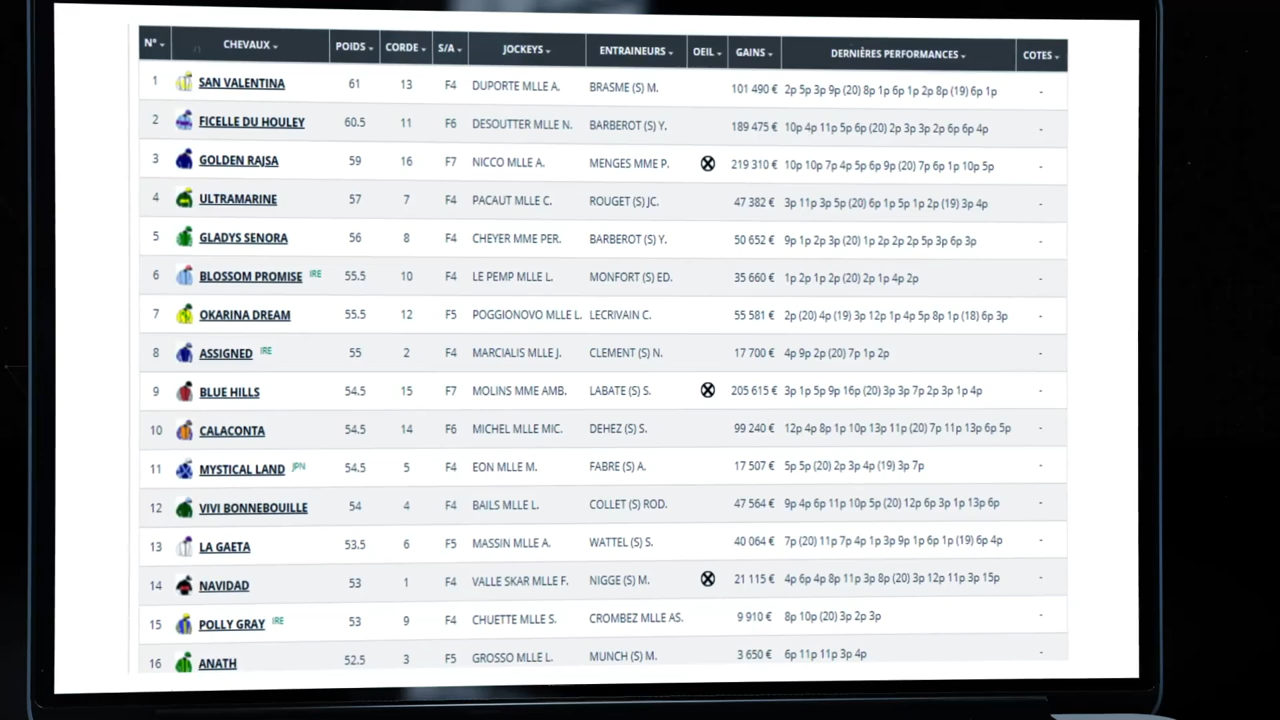 N° CHEVAUX POIDS CORDE S/A JOCKEYS ENTRAINEURS OEIL GAINS DERNIÈRES PERFORMANCES COTES
1 SAN VALENTINA 61 13 F4 DUPORTE MLLE A. BRASME (S) M. 101 490 € 2p 5p 3p 9p (20) 8p 1p 6p 1p 2p 8p (19) 6p 1p -
2 FICELLE DU HOULEY 60.5 11 F6 DESOUTTER MLLE N. BARBEROT (S) Y. 189 475 € 10p 4p 11p 5p 6p (20) 2p 3p 3p 2p 6p 6p 4p -
3 GOLDEN RAJSA 59 16 F7 NICCO MLLE A. MENGES MME P. 219 310 € 10p 10p 7p 4p 5p 6p 9p (20) 7p 6p 1p 10p 5p -
4 ULTRAMARINE 57 7 F4 PACAUT MLLE C. ROUGET (S) JC. 47 382 € 3p 11p 3p 5p (20) 6p 1p 5p 1p 2p (19) 3p 4p -
5 GLADYS SENORA 56 8 F4 CHEYER MME PER. BARBEROT (S) Y. 50 652 € 9p 1p 2p 3p (20) 1p 2p 2p 2p 5p 3p 6p 3p -
6 BLOSSOM PROMISE IRE 55.5 10 F4 LE PEMP MLLE L. MONFORT (S) ED. 35 660 € 1p 2p 1p 2p (20) 2p 1p 4p 2p -
7 OKARINA DREAM 55.5 12 F5 POGGIONOVO MLLE L. LECRIVAIN C. 55 581 € 2p (20) 4p (19) 3p 12p 1p 4p 5p 8p 1p (18) 6p 3p -
8 ASSIGNED IRE 55 2 F4 MARCIALIS MLLE J. CLEMENT (S) N. 17 700 € 4p 9p 2p (20) 7p 1p 2p -
9 BLUE HILLS 54.5 15 F7 MOLINS MME AMB. LABATE (S) S. 205 615 € 3p 1p 5p 9p 16p (20) 3p 3p 7p 2p 3p 1p 4p -
10 CALACONTA 54.5 14 F6 MICHEL MLLE MIC. DEHEZ (S) S. 99 240 € 12p 4p 8p 1p 10p 13p 11p (20) 7p 11p 13p 6p 5p -
11 MYSTICAL LAND JPN 54.5 5 F4 EON MLLE M. FABRE (S) A. 17 507 € 5p 5p (20) 2p 3p 4p (19) 3p 7p -
12 VIVI BONNEBOUILLE 54 4 F4 BAILS MLLE L. COLLET (S) ROD. 47 564 € 9p 4p 6p 11p 10p 5p (20) 12p 6p 3p 1p 13p 6p -
13 LA GAETA 53.5 6 F5 MASSIN MLLE A. WATTEL (S) S. 40 064 € 7p (20) 11p 7p 4p 1p 3p 9p 1p 6p 1p (19) 6p 4p -
14 NAVIDAD 53 1 F4 VALLE SKAR MLLE F. NIGGE (S) M. 21 115 € 4p 6p 4p 8p 11p 3p 8p (20) 3p 12p 11p 3p 15p -
15 POLLY GRAY IRE 53 9 F4 CHUETTE MLLE S. CROMBEZ MLLE AS. 9 910 € 8p 10p (20) 3p 2p 3p -
16 ANATH 52.5 3 F5 GROSSO MLLE L. MUNCH (S) M. 3 650 € 6p 11p 11p 3p 4p -